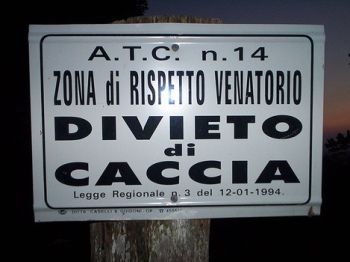 A.T.C. n.14
ZONA di RISPETTO VENATORIO
DIVIETO
di
CACCIA
Legge Regionale n.3 del 12-01-1994.